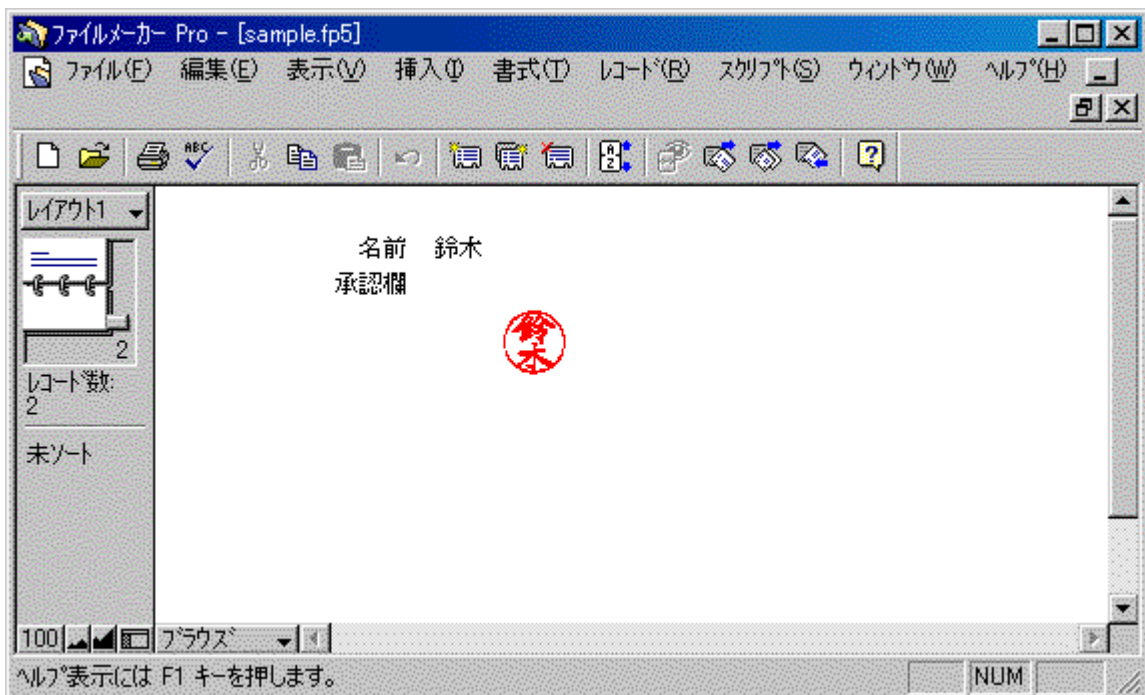 ファイルメーカー Pro - [sample.fp5]
ファイル(F) 編集(E) 表示(V) 挿入(I) 書式(T) レコード(R) スクリプト(S) ウィンドウ(W) ヘルプ(H)
ABC
レイアウト1
名前 鈴木
承認欄
鈴木
2
レコード数:
2
未ソート
100 ブラウズ
ヘルプ表示には F1 キーを押します。 NUM